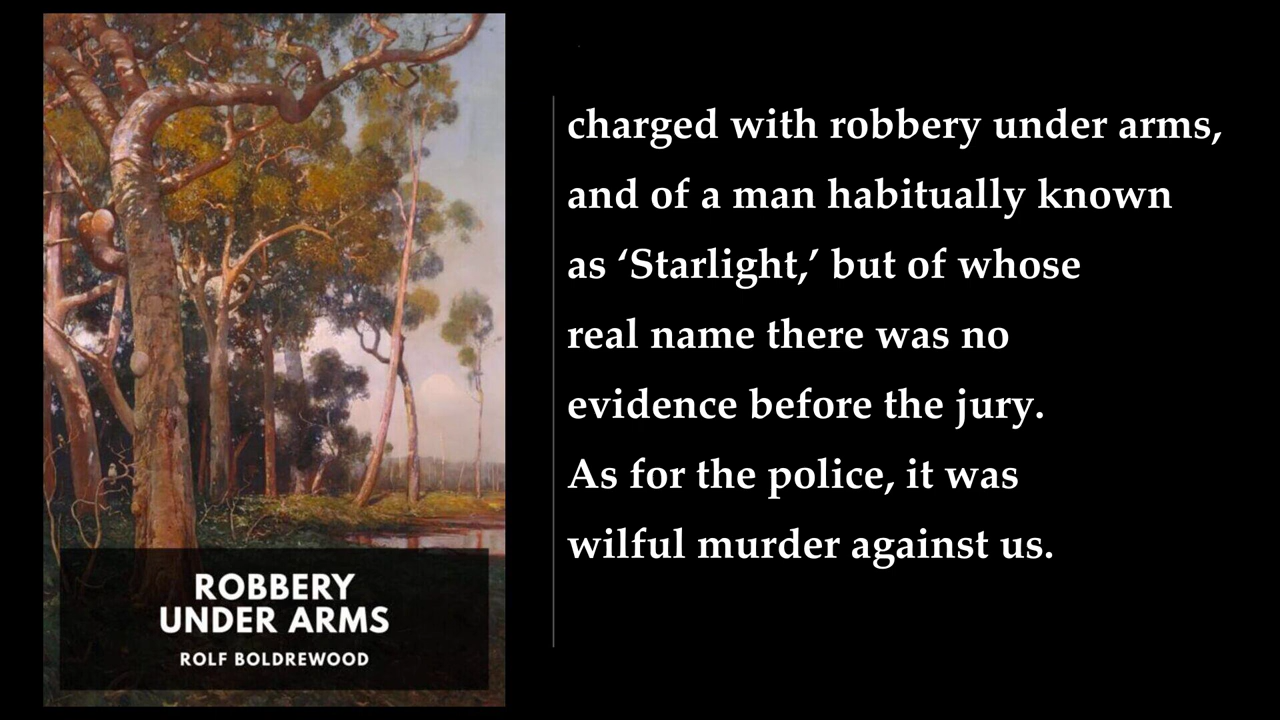 charged with robbery under arms,
and of a man habitually known
as ‘Starlight,’ but of whose
real name there was no
evidence before the jury.
As for the police, it was
wilful murder against us.
ROBBERY
UNDER ARMS
ROLF BOLDREWOOD